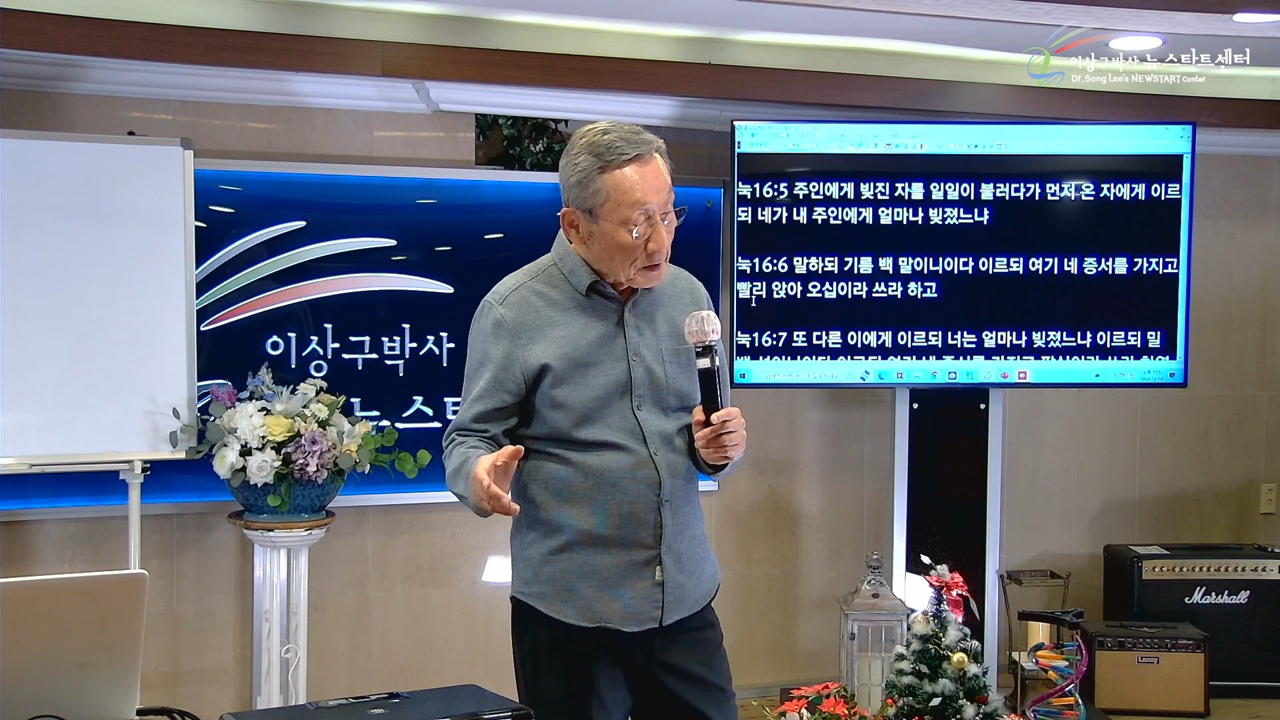 이상구박사 뉴스타트센터
Dr. Sang Lee's NEWSTART Center
눅16:5 주인에게 빚진 자를 일일이 불러다가 먼저 온 자에게 이르
되 네가 내 주인에게 얼마나 빚졌느냐
눅16:6 말하되 기름 백 말이니이다 이르되 여기 네 증서를 가지고
빨리 앉아 오십이라 쓰라 하고
눅16:7 또 다른 이에게 이르되 너는 얼마나 빚졌느냐 이르되 밀
이상구박사
뉴스타
Marshall
Laney